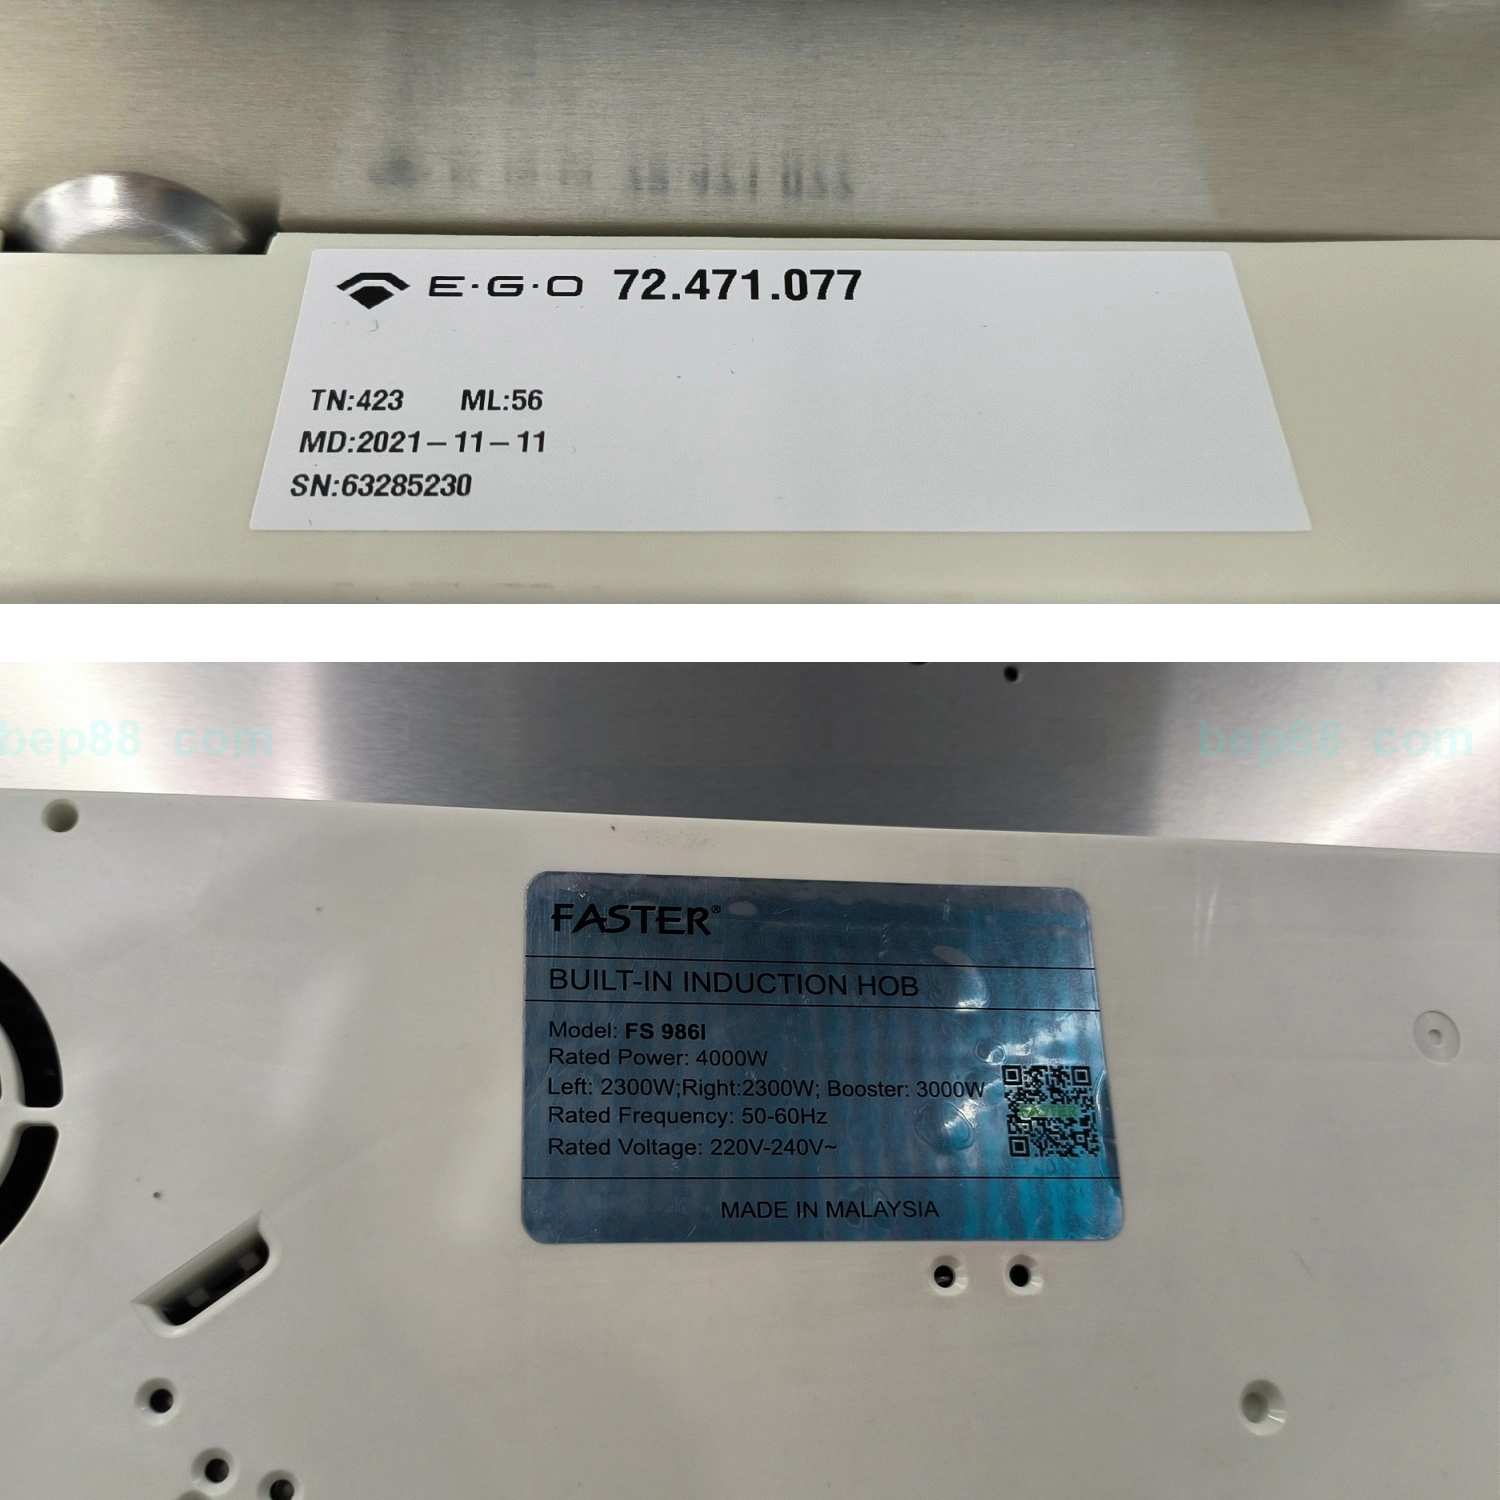 E·G·O 72.471.077
TN:423 ML:56
MD:2021-11-11
SN:63285230
bep88 com bep88 com
FASTER®
BUILT-IN INDUCTION HOB
Model: FS 986I
Rated Power: 4000W
Left: 2300W;Right:2300W; Booster: 3000W
Rated Frequency: 50-60Hz
FASTER
Rated Voltage: 220V-240V~
MADE IN MALAYSIA